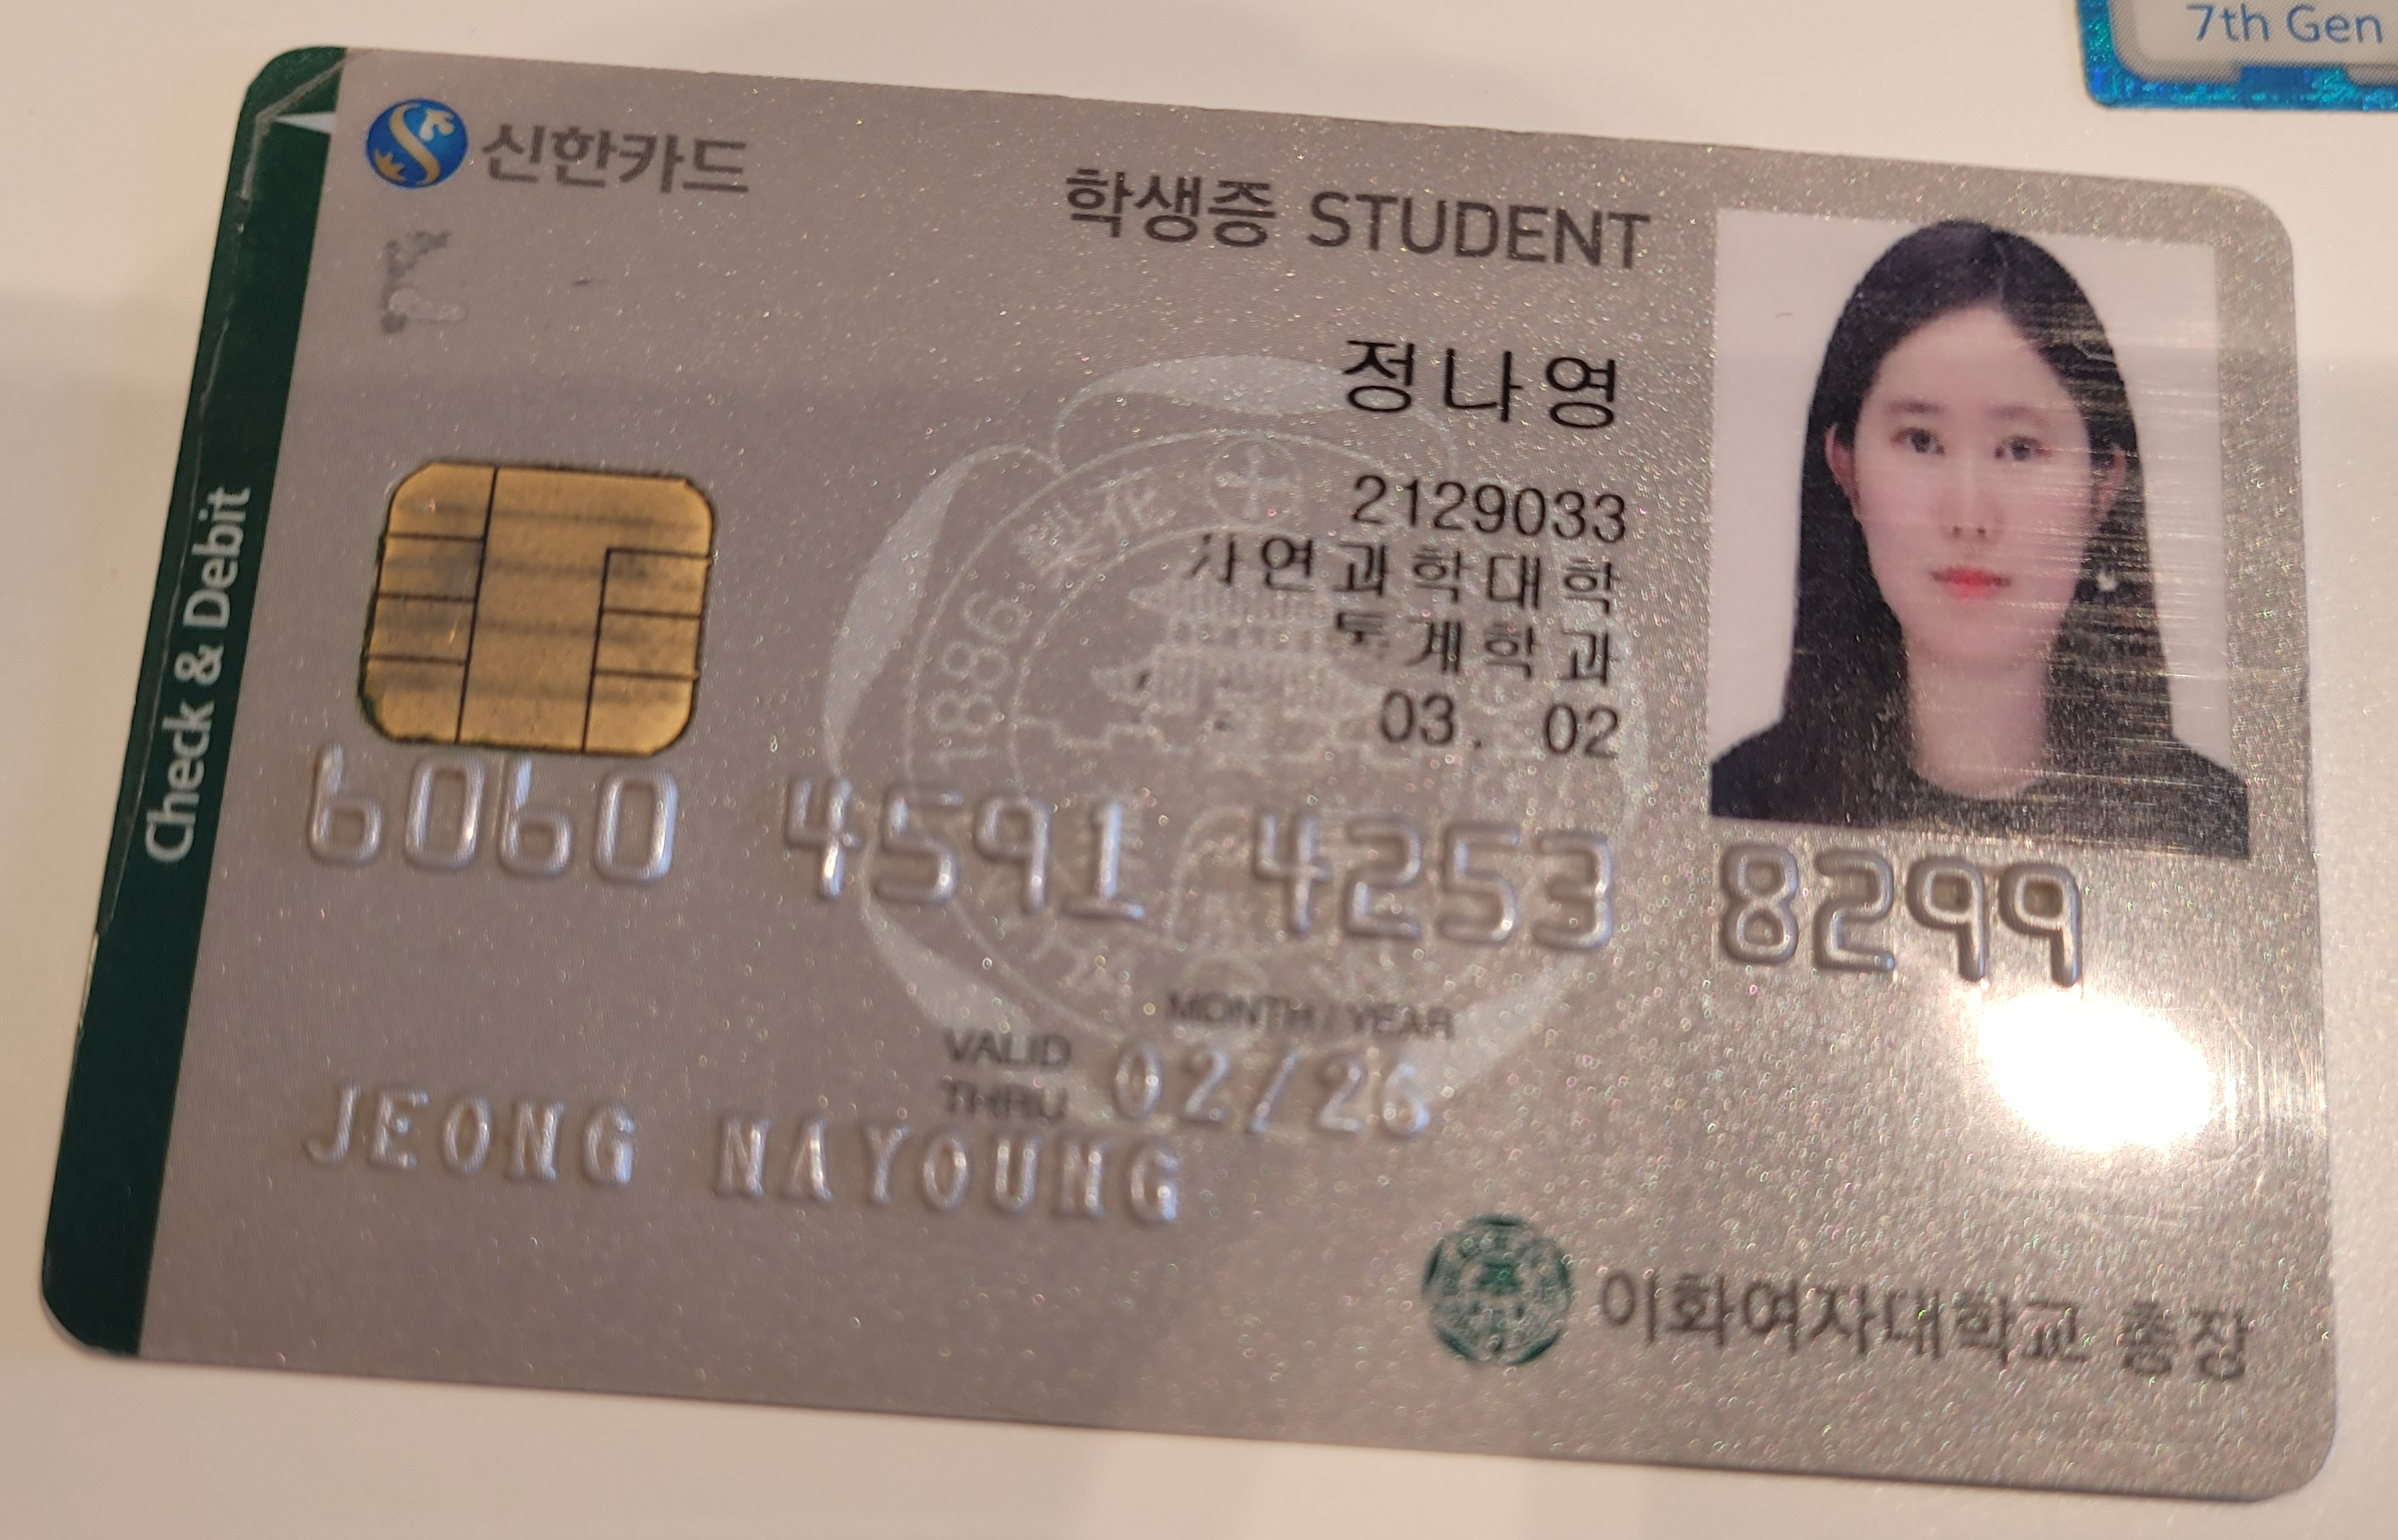 7th Gen
신한카드
학생증 STUDENT
정나영
2129033
자연과학대학
통계학과
03. 02
Check & Debit
1886 梨花
6060 4591 4253 8299
MONTH / YEAR
VALID THRU 02/26
JEONG NAYOUNG
이화여자대학교 총장